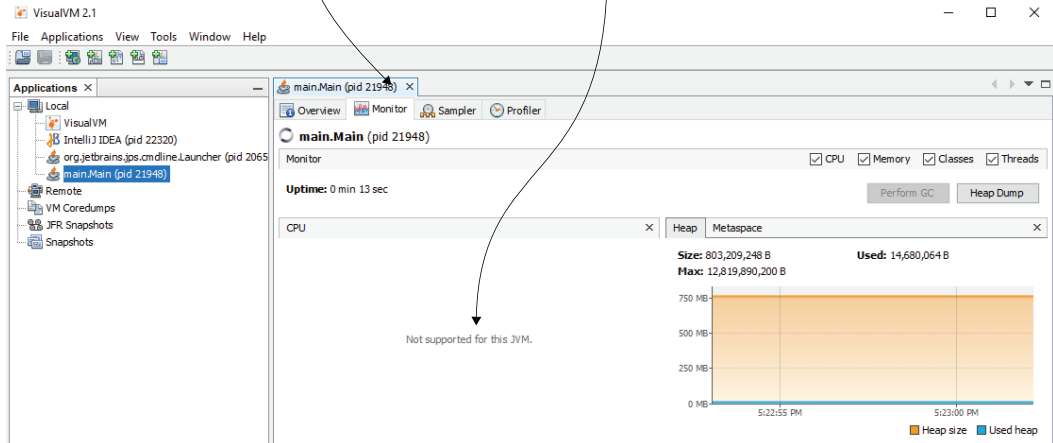 VisualVM 2.1
File Applications View Tools Window Help
Applications
Local
VisualVM
IntelliJ IDEA (pid 22320)
org.jetbrains.jps.cmdline.Launcher (pid 2065
main.Main (pid 21948)
Remote
VM Coredumps
JFR Snapshots
Snapshots
main.Main (pid 21948)
Overview Monitor Sampler Profiler
main.Main (pid 21948)
Monitor CPU Memory Classes Threads
Uptime: 0 min 13 sec Perform GC Heap Dump
CPU
Not supported for this JVM.
Heap Metaspace
Size: 803,209,248 B Used: 14,680,064 B
Max: 12,819,890,200 B
750 MB
500 MB
250 MB
0 MB
5:22:55 PM 5:23:00 PM
Heap size Used heap